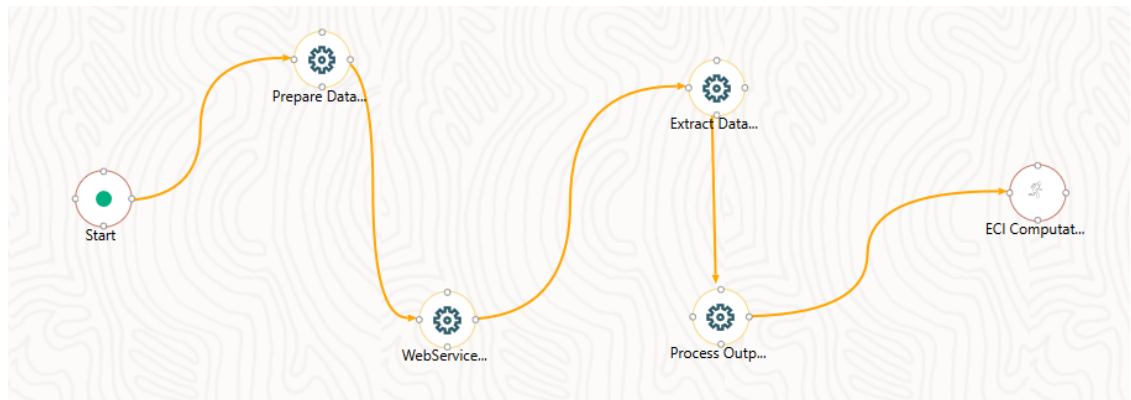 Prepare Data...
Extract Data...
Start
ECI Computat...
WebService...
Process Outp...